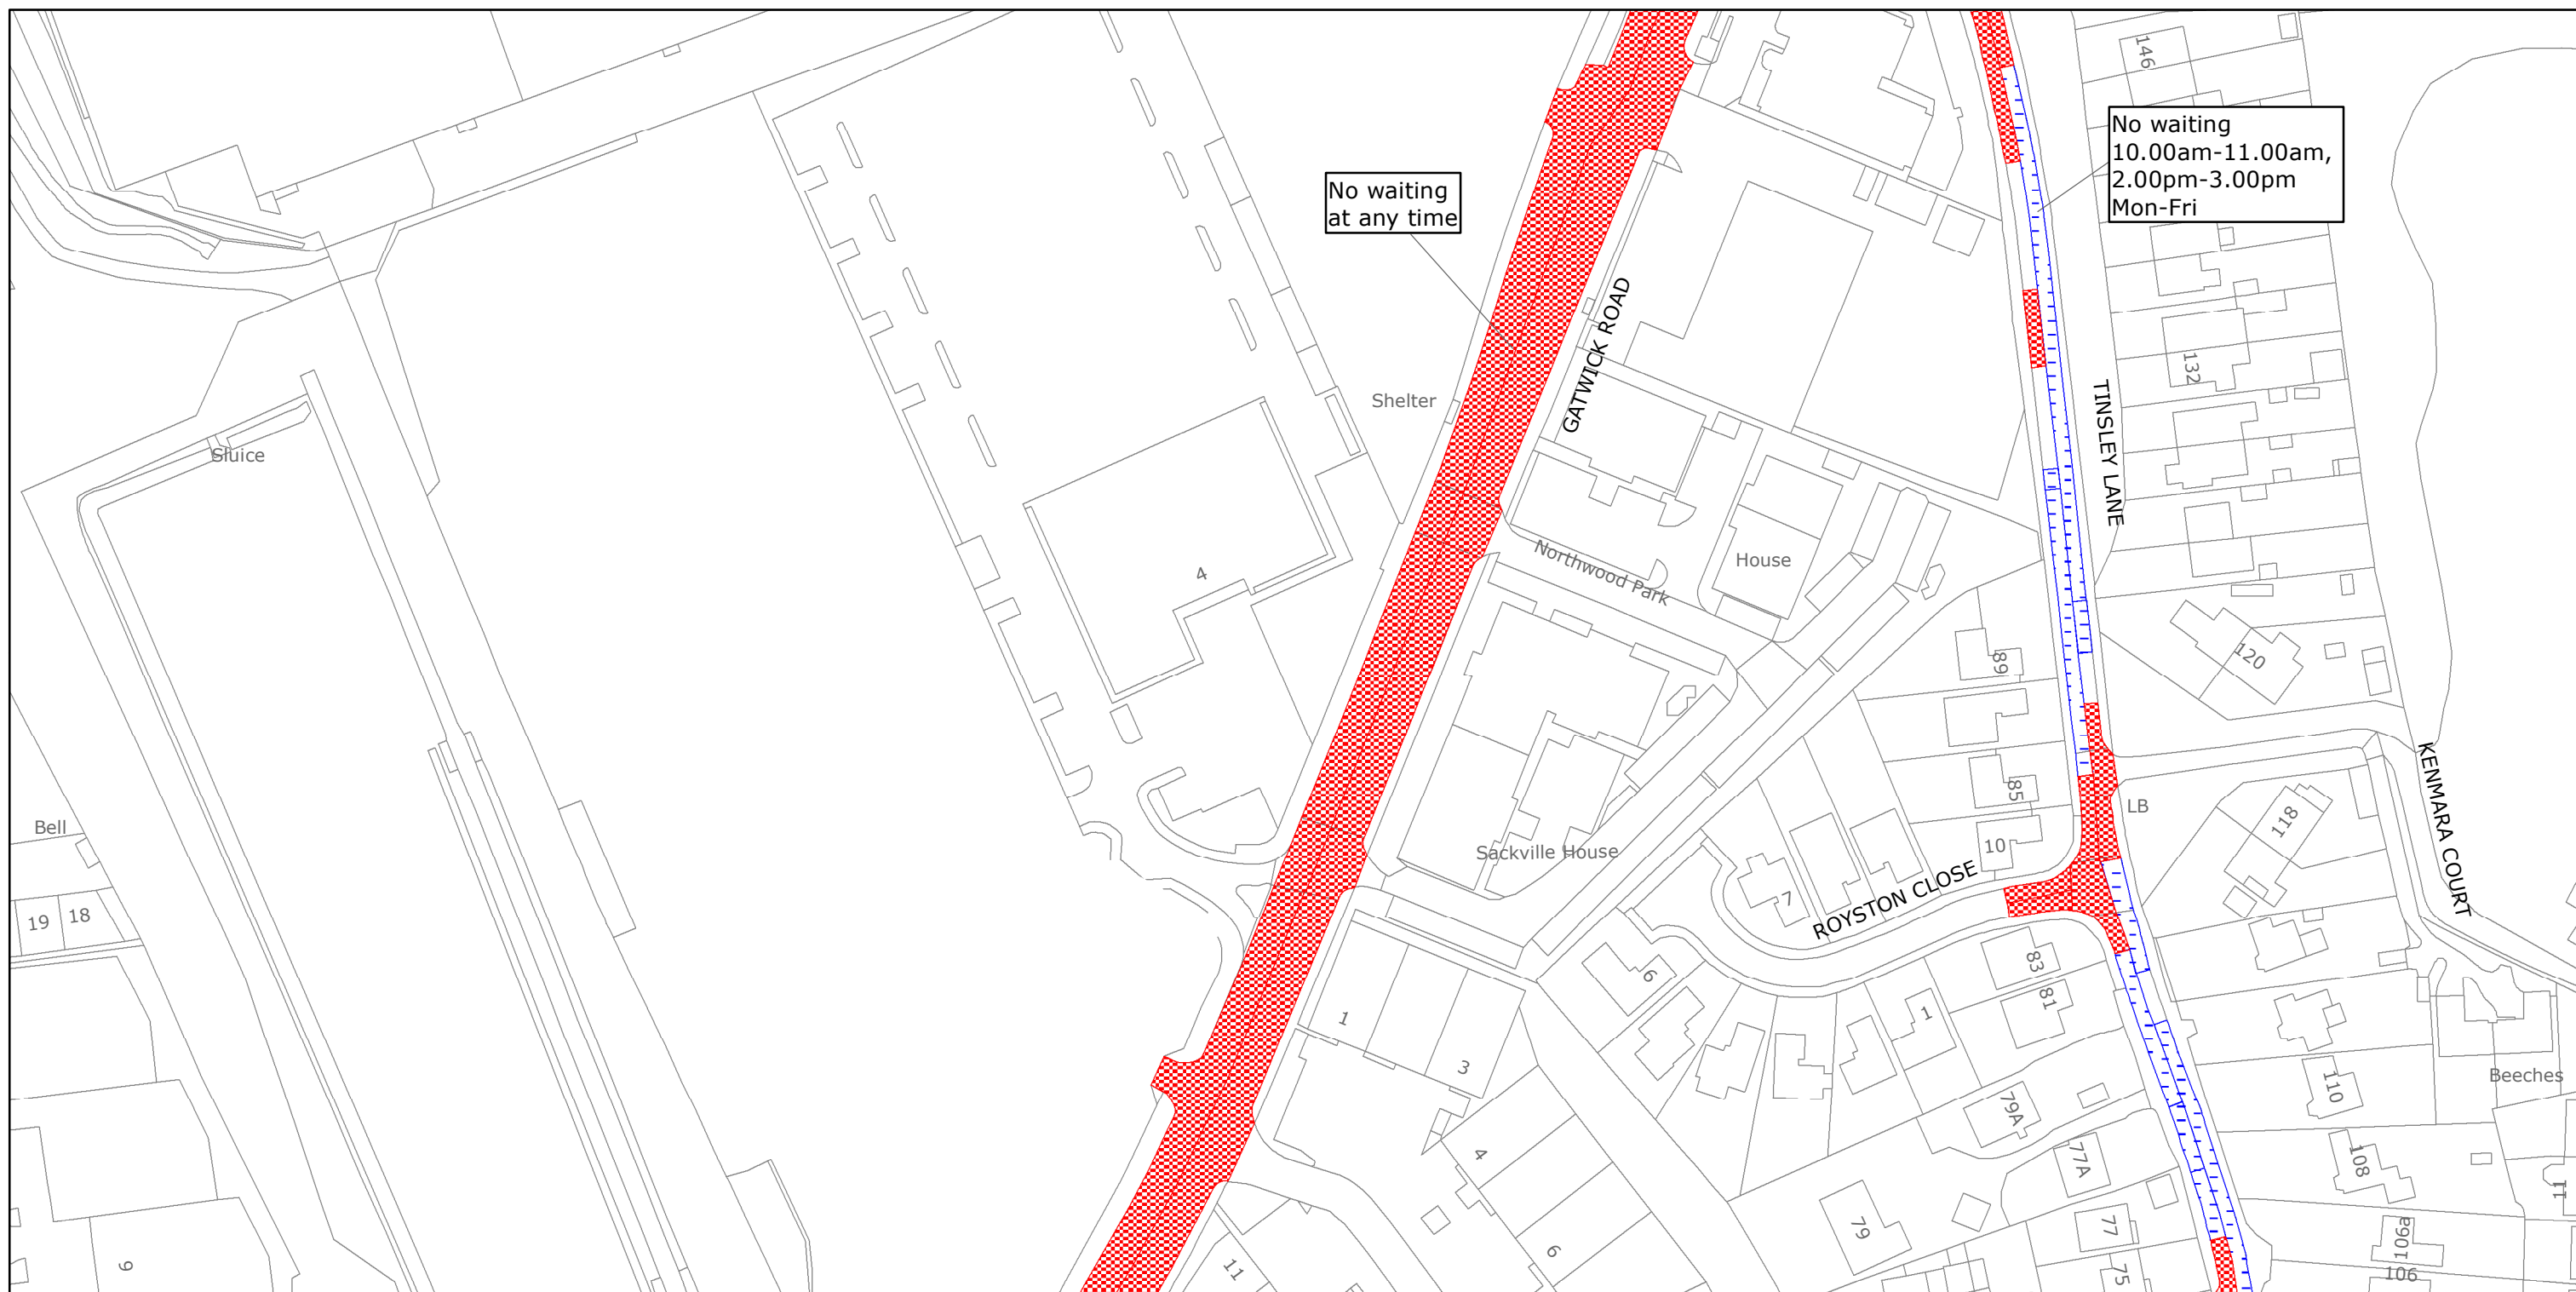 146
No waiting
10.00am-11.00am,
2.00pm-3.00pm
Mon-Fri
No waiting
at any time
GATWICK ROAD
132
Shelter
TINSLEY LANE
Sluice
4
Northwood Park
House
89
120
85
LB
118
KENMARA COURT
Bell
10
Sackville House
7
ROYSTON CLOSE
19
18
83
6
81
1
1
3
110
Beeches
79A
4
77A
108
11
79
77
106a
6
9
11
75
106